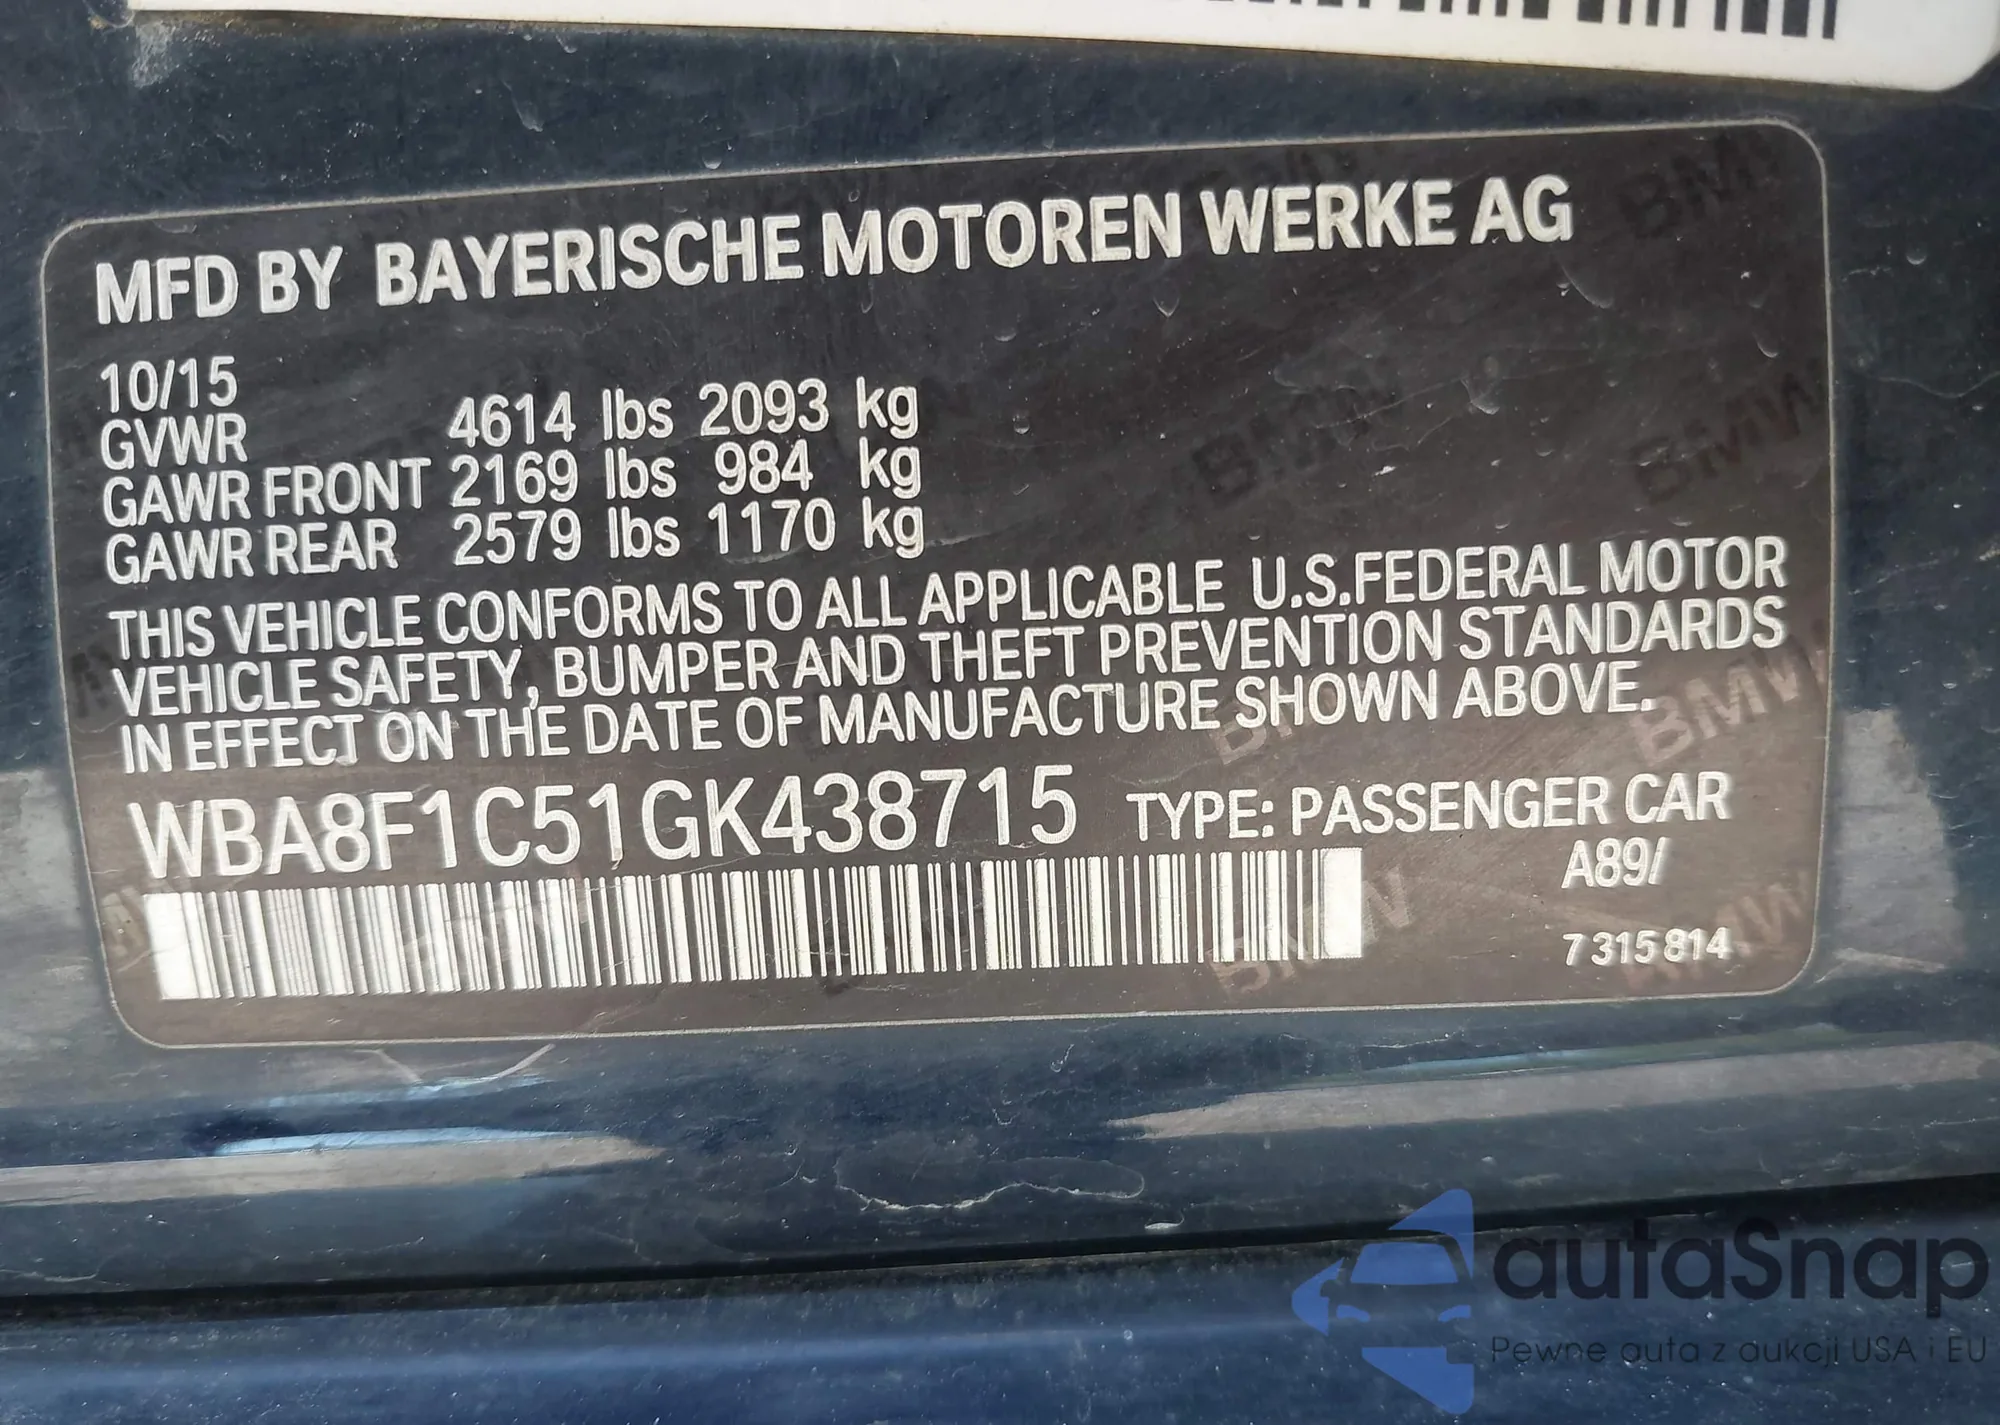 MFD BY BAYERISCHE MOTOREN WERKE AG
10/15
GVWR 4614 lbs 2093 kg
GAWR FRONT 2169 lbs 984 kg
GAWR REAR 2579 lbs 1170 kg
THIS VEHICLE CONFORMS TO ALL APPLICABLE U.S.FEDERAL MOTOR
VEHICLE SAFETY, BUMPER AND THEFT PREVENTION STANDARDS
IN EFFECT ON THE DATE OF MANUFACTURE SHOWN ABOVE.
WBA8F1C51GK438715 TYPE: PASSENGER CAR
A89/
7 315 814
autaSnap
Pewne auta z aukcji USA i EU